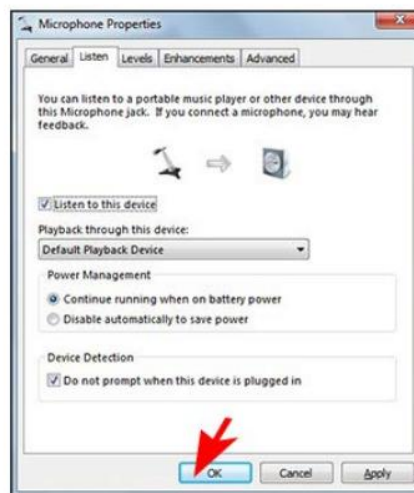 Microphone Properties
General Listen Levels Enhancements Advanced
You can listen to a portable music player or other device through
this Microphone jack. If you connect a microphone, you may hear
feedback.
Listen to this device
Playback through this device:
Default Playback Device
Power Management
Continue running when on battery power
Disable automatically to save power
Device Detection
Do not prompt when this device is plugged in
OK Cancel Apply